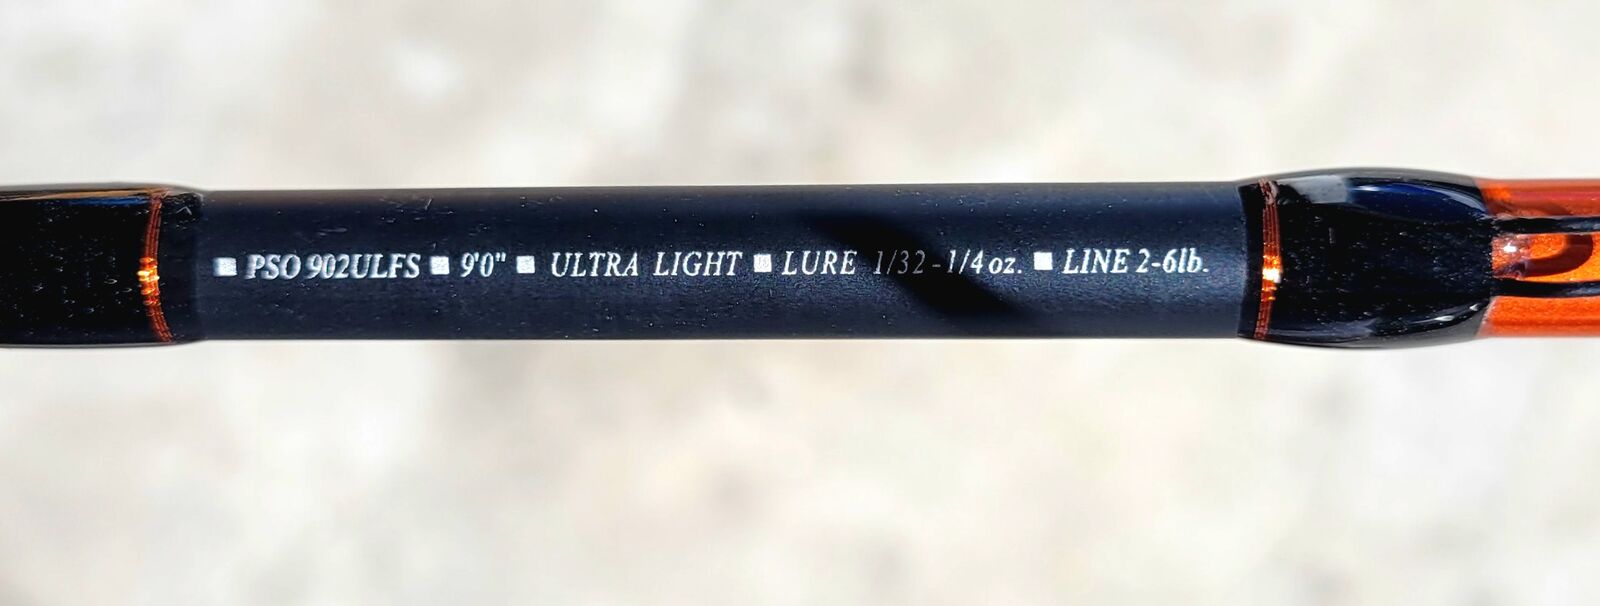 ■ PSO 902ULFS ■ 9'0" ■ ULTRA LIGHT ■ LURE 1/32-1/4 oz. ■ LINE 2-6lb.